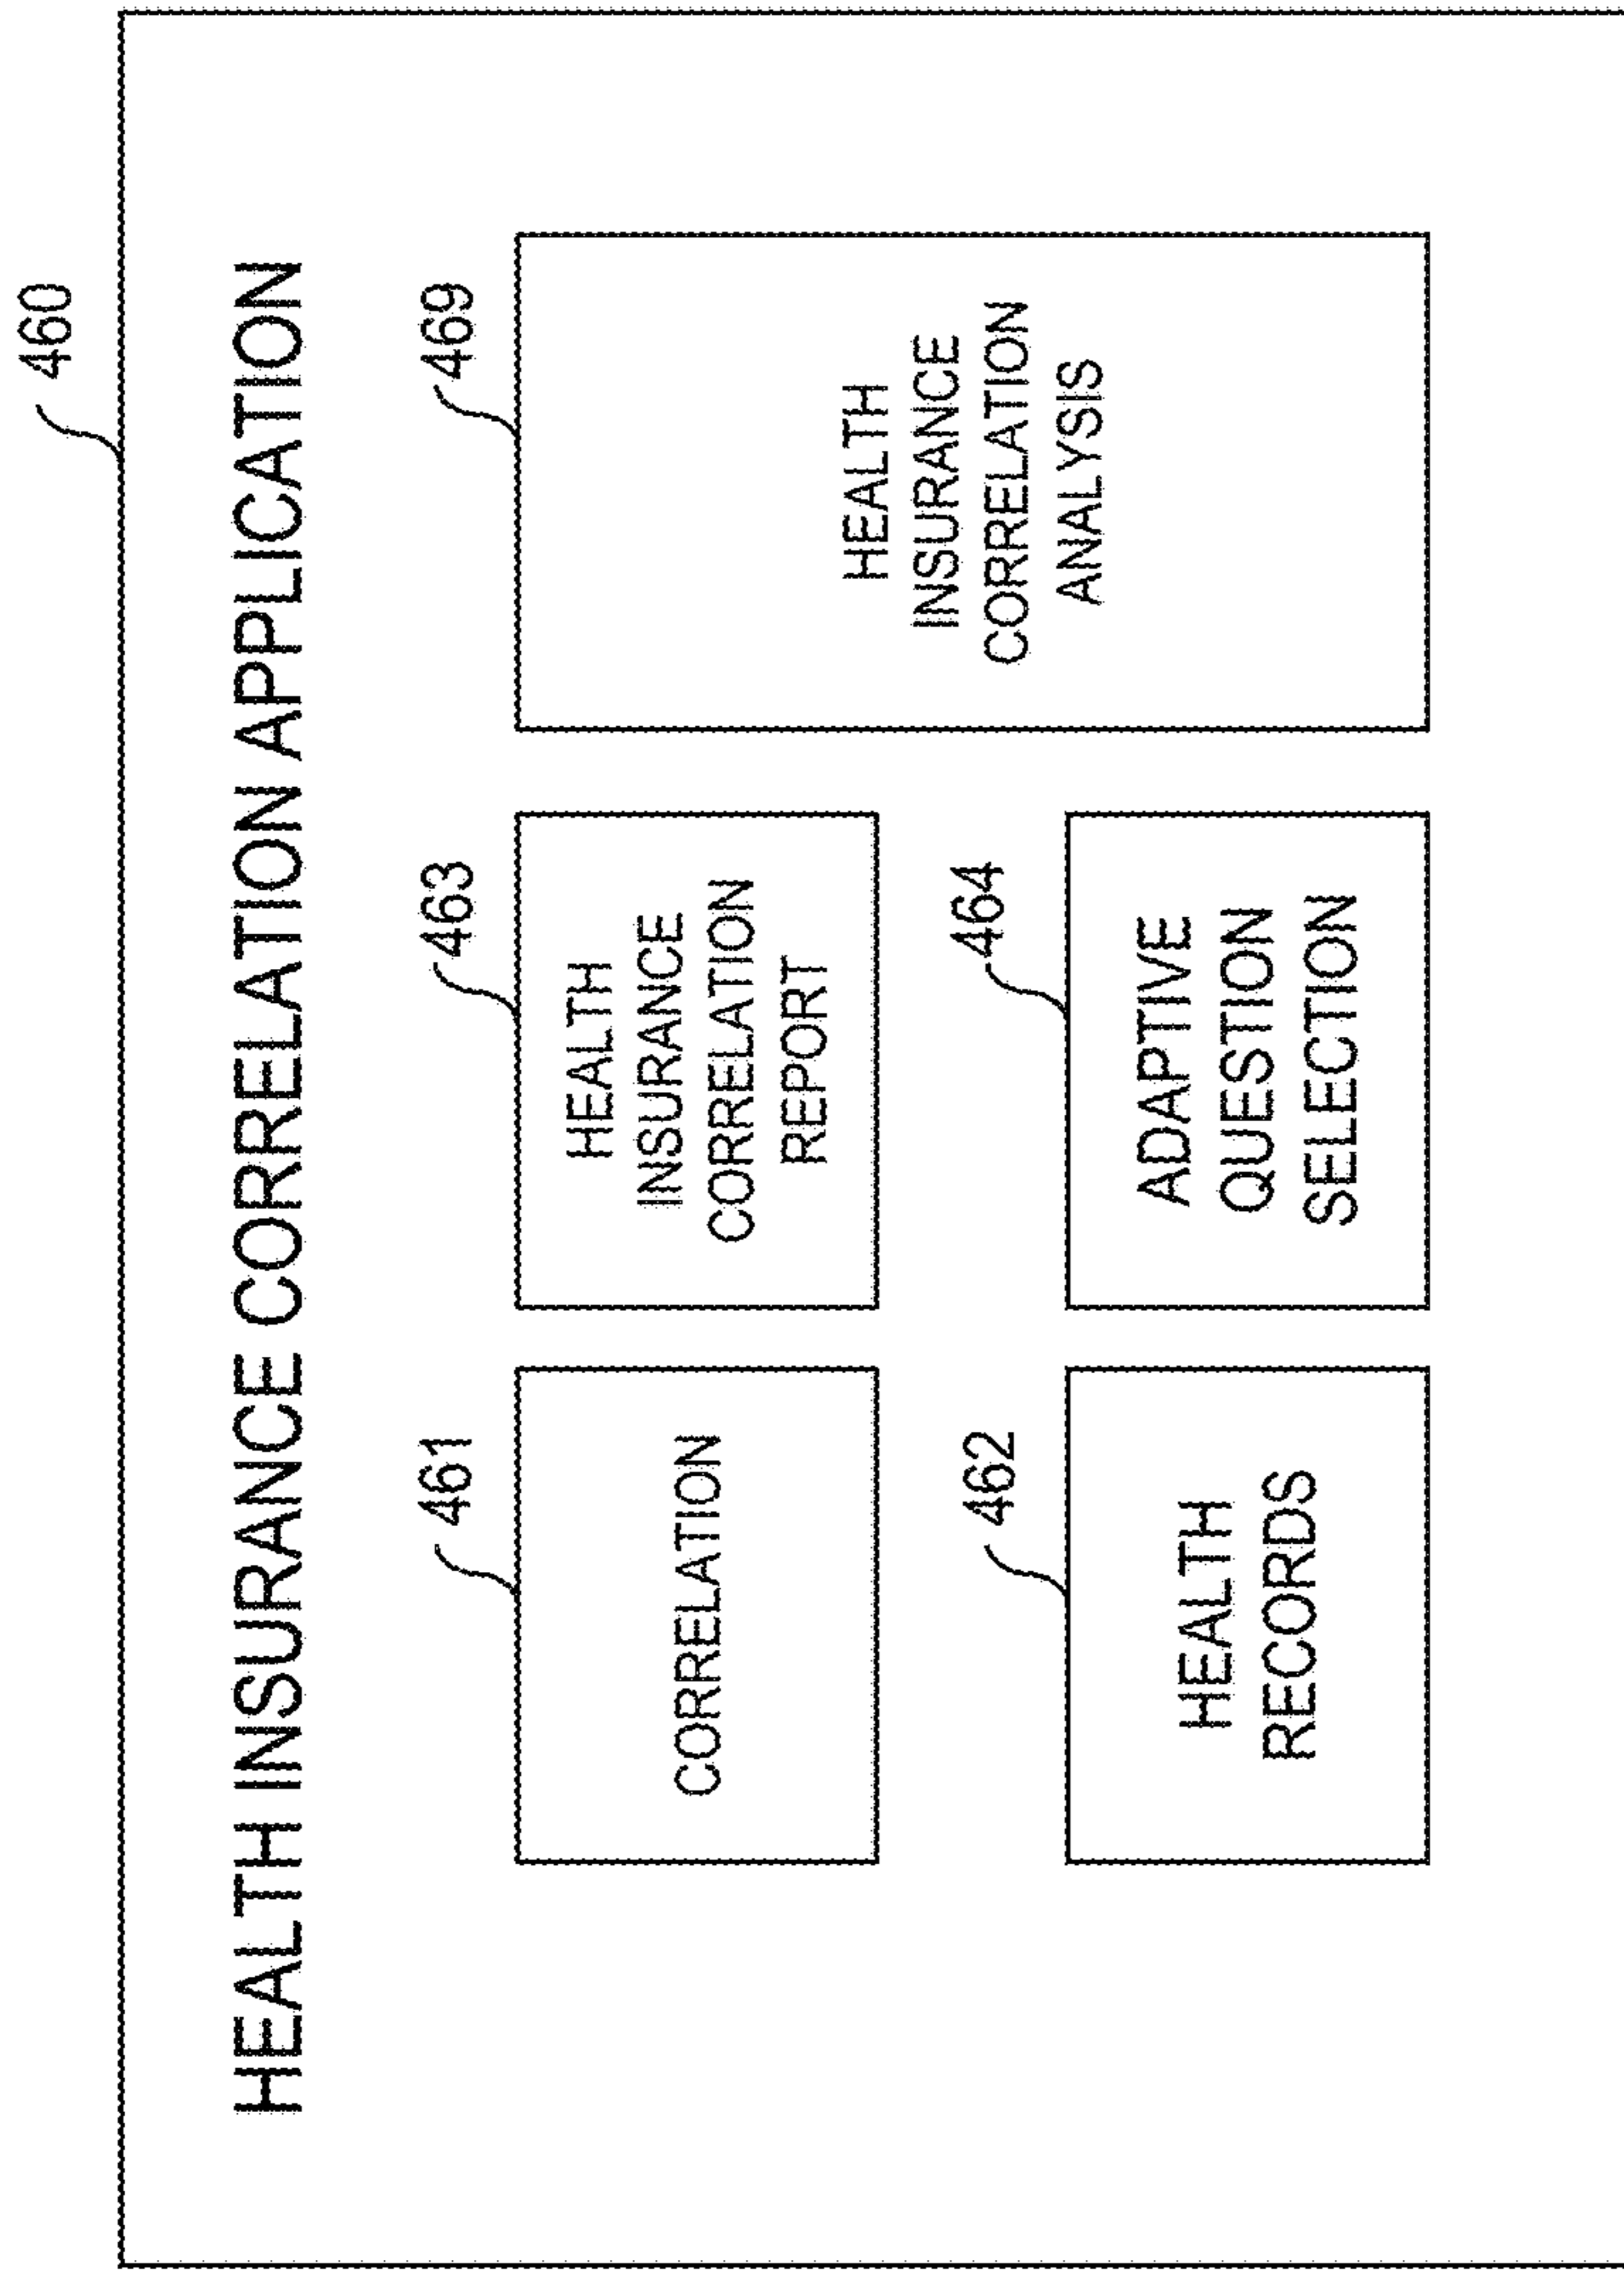 460
HEALTH INSURANCE CORRELATION APPLICATION
461
CORRELATION
463
HEALTH
INSURANCE
CORRELATION
REPORT
469
HEALTH
INSURANCE
CORRELATION
ANALYSIS
462
HEALTH
RECORDS
464
ADAPTIVE
QUESTION
SELECTION